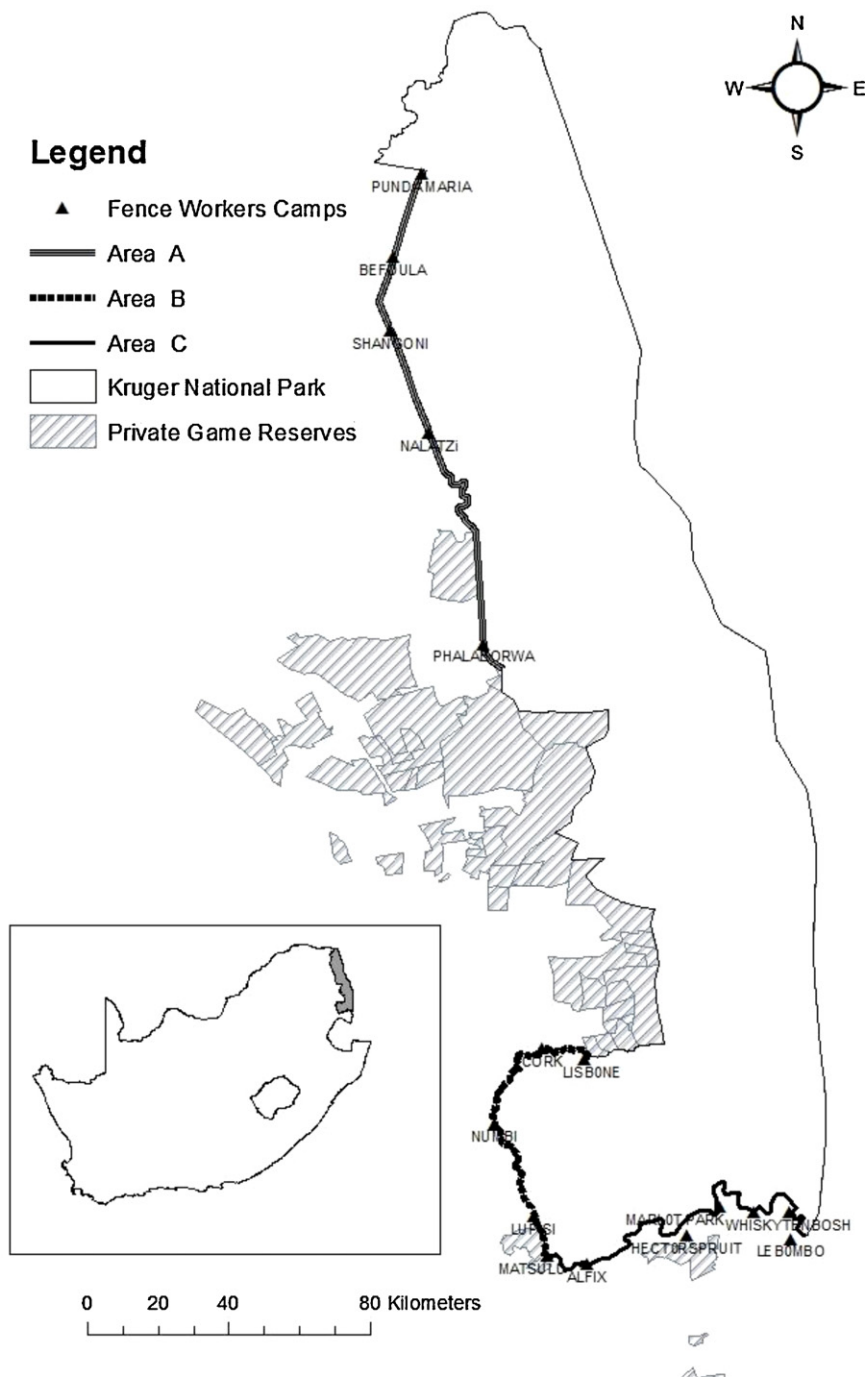 N
W E
S
Legend
Fence Workers Camps
Area A
Area B
Area C
Kruger National Park
Private Game Reserves
PUNDAMARIA
BEFOULA
SHANGONI
NALATZi
PHALABORWA
CORK
LISBONE
NUMBI
LUPISI
MATSULU
ALFIX
MARLOT PARK
HECTORSPRUIT
WHISKY
TENBOSH
LEBOMBO
0 20 40 80 Kilometers